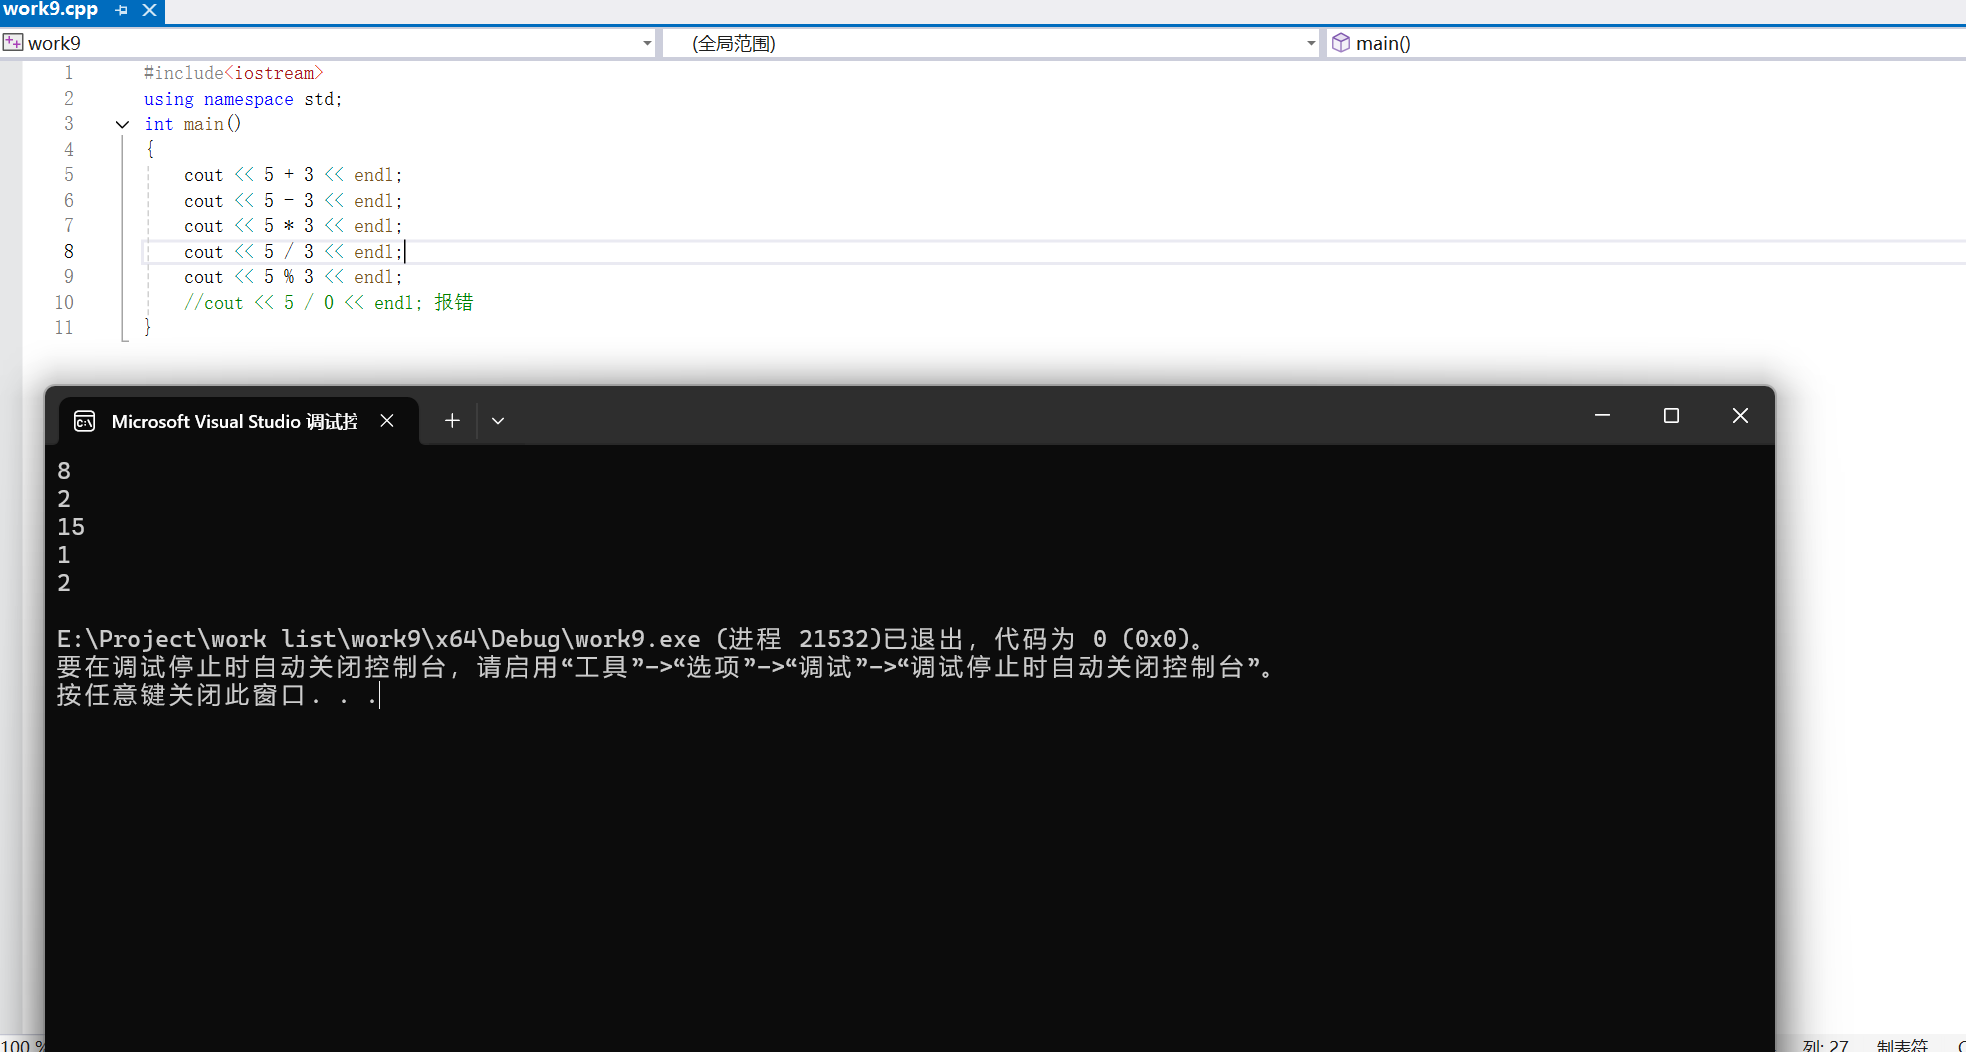 work9.cpp
work9
(全局范围)
main()
1 #include<iostream>
2 using namespace std;
3 int main()
4 {
5 cout << 5 + 3 << endl;
6 cout << 5 - 3 << endl;
7 cout << 5 * 3 << endl;
8 cout << 5 / 3 << endl;
9 cout << 5 % 3 << endl;
10 //cout << 5 / 0 << endl; 报错
11 }
Microsoft Visual Studio 调试控
8
2
15
1
2
E:\Project\work list\work9\x64\Debug\work9.exe (进程 21532)已退出，代码为 0 (0x0)。
要在调试停止时自动关闭控制台，请启用“工具”->“选项”->“调试”->“调试停止时自动关闭控制台”。
按任意键关闭此窗口. . .
100 %
列: 27
制表符